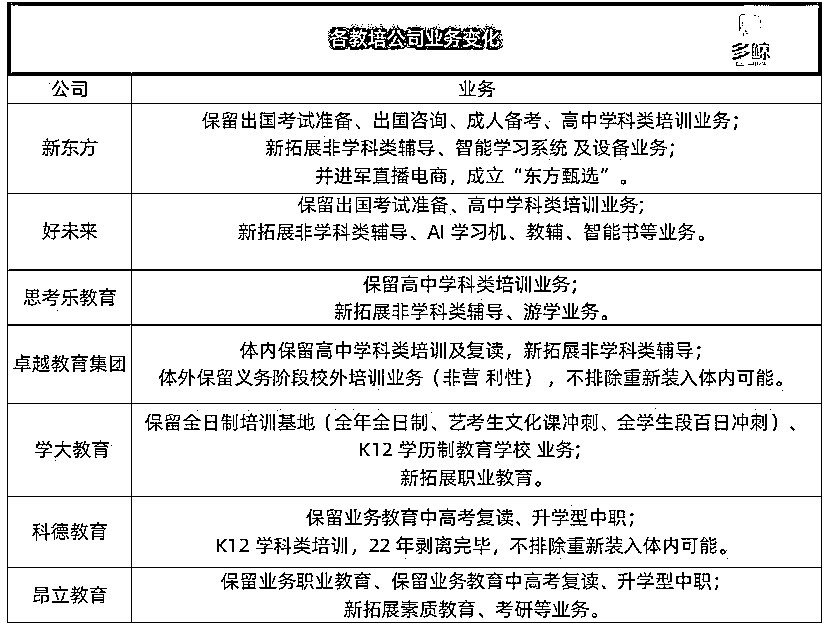 各教培公司业务变化
多鲸
公司 业务
新东方
保留出国考试准备、出国咨询、成人备考、高中学科类培训业务；
新拓展非学科类辅导、智能学习系统 及设备业务；
并进军直播电商，成立“东方甄选”。
好未来
保留出国考试准备、高中学科类培训业务；
新拓展非学科类辅导、AI 学习机、教辅、智能书等业务。
思考乐教育
保留高中学科类培训业务；
新拓展非学科类辅导、游学业务。
卓越教育集团
体内保留高中学科类培训及复读，新拓展非学科类辅导；
体外保留义务阶段校外培训业务（非营 利性），不排除重新装入体内可能。
学大教育
保留全日制培训基地（全年全日制、艺考生文化课冲刺、全学生段百日冲刺）、
K12 学历制教育学校 业务；
新拓展职业教育。
科德教育
保留业务教育中高考复读、升学型中职；
K12 学科类培训，22 年剥离完毕，不排除重新装入体内可能。
昂立教育
保留业务职业教育、保留业务教育中高考复读、升学型中职；
新拓展素质教育、考研等业务。